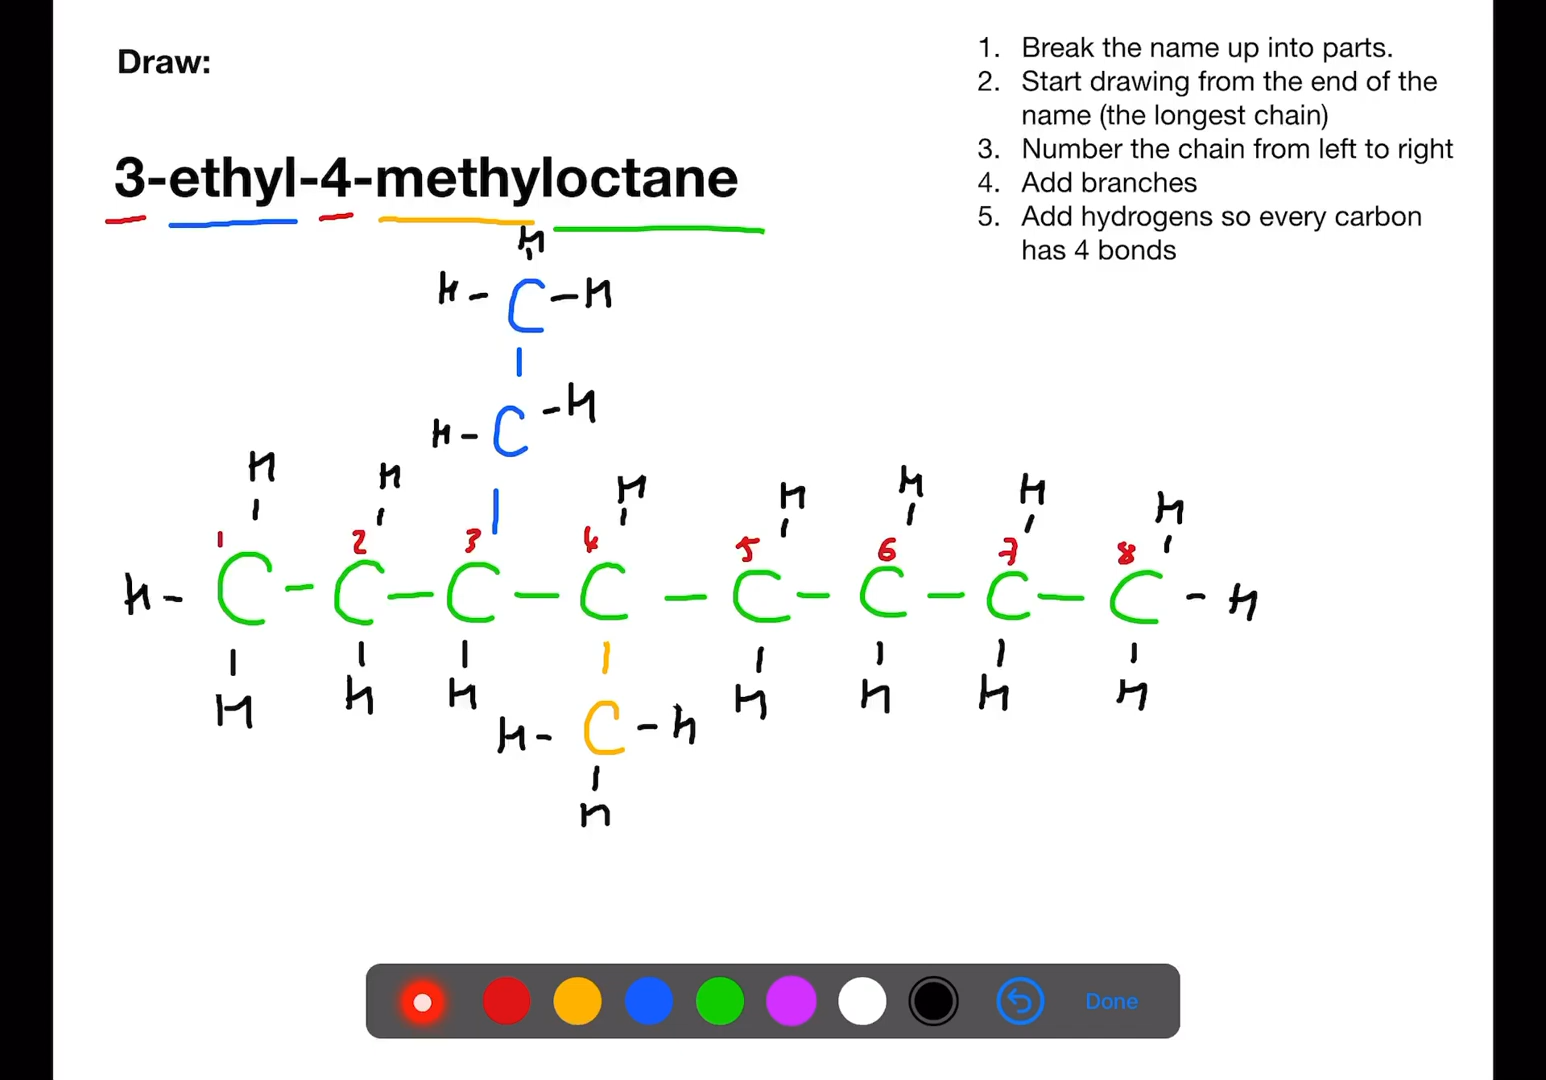 Draw:
1. Break the name up into parts.
2. Start drawing from the end of the
name (the longest chain)
3. Number the chain from left to right
4. Add branches
5. Add hydrogens so every carbon
has 4 bonds
3-ethyl-4-methyloctane
H
H - C - H
H - C - H
H H H H H H H
1 2 3 4 5 6 7 8
H - C - C - C - C - C - C - C - C - H
H H H H H H H
H - C - H
H
Done